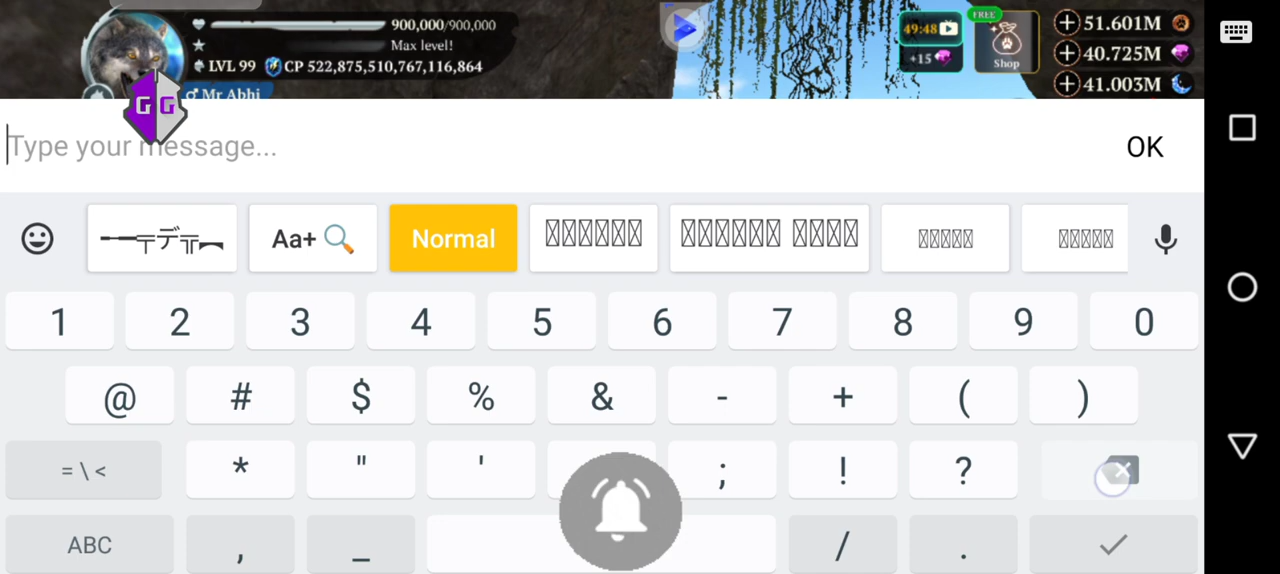 900,000/900,000
Max level!
LVL 99 CP 522,875,510,767,116,864
Mr Abhi
49:48
+15
FREE
Shop
51.601M
40.725M
41.003M
GG
Type your message...
OK
Aa+
Normal
1 2 3 4 5 6 7 8 9 0
@ # $ % & - + ( )
= \ < * " ' ; ! ?
ABC , _ / .